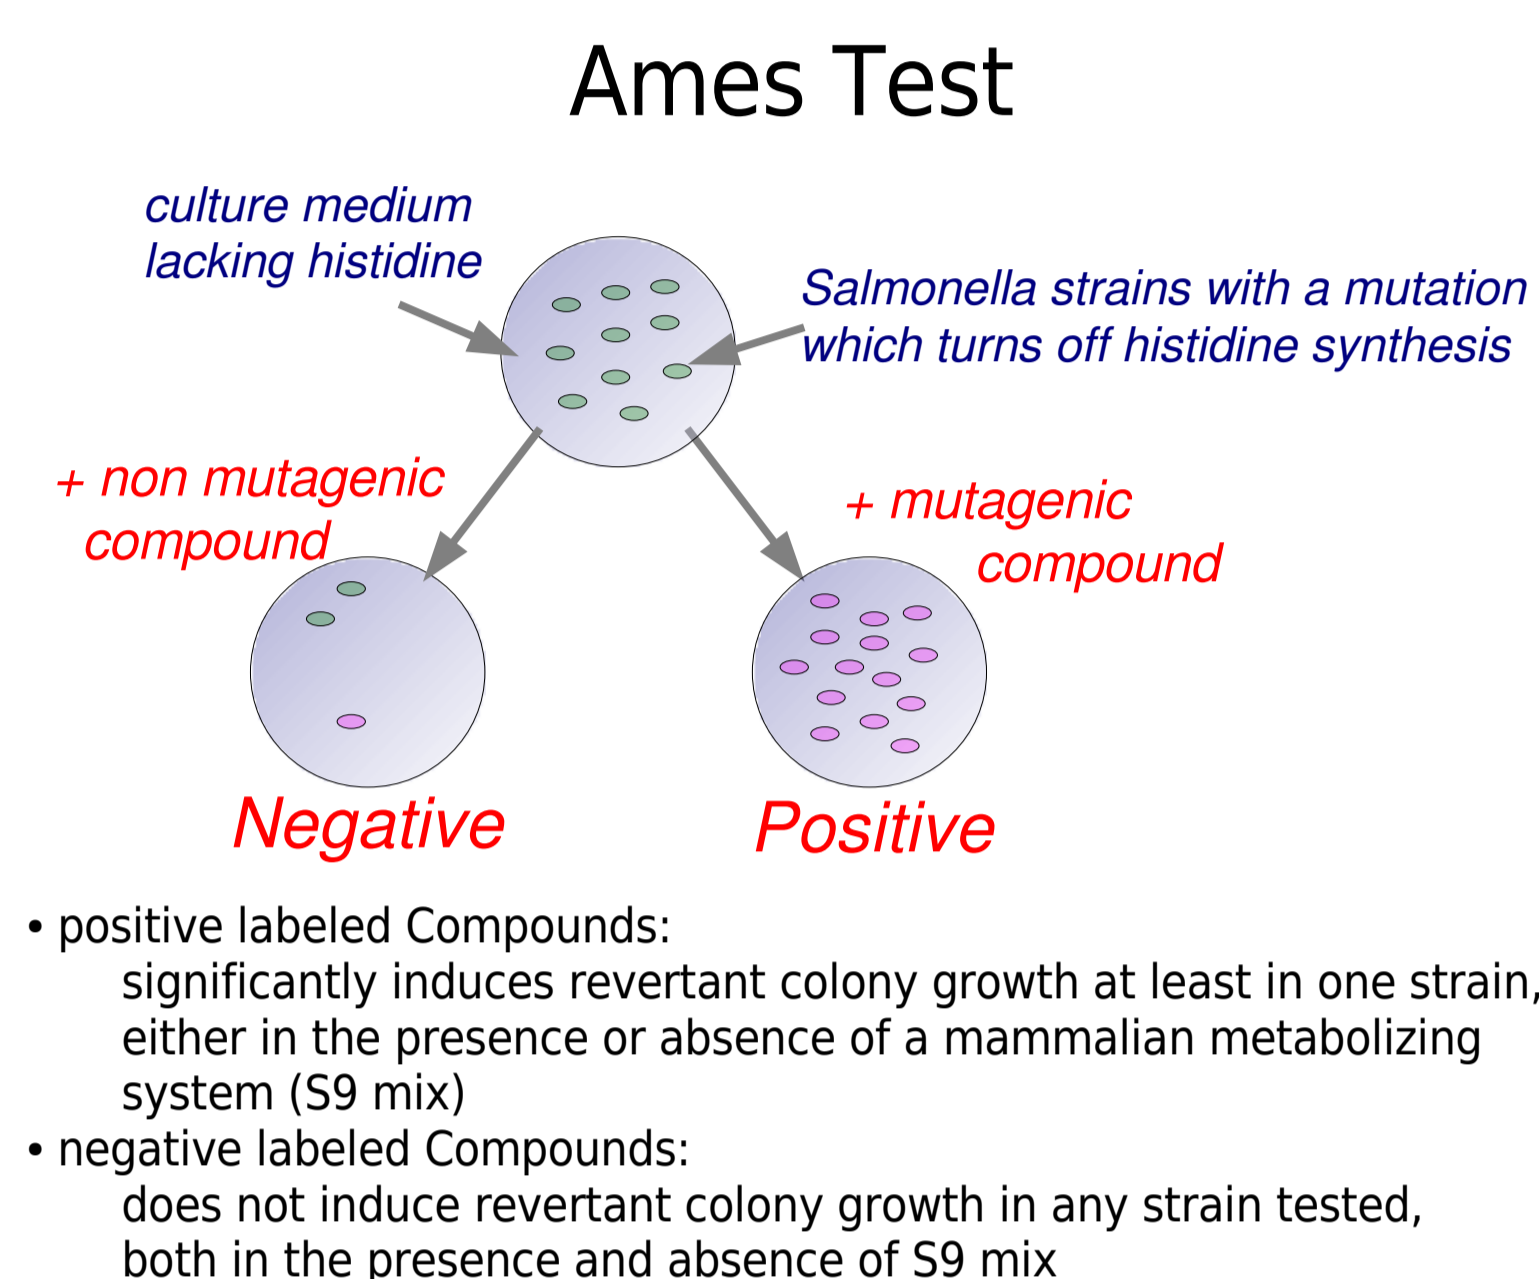 Ames Test
culture medium
lacking histidine
Salmonella strains with a mutation
which turns off histidine synthesis
+ non mutagenic
compound
+ mutagenic
compound
Negative
Positive
• positive labeled Compounds:
significantly induces revertant colony growth at least in one strain,
either in the presence or absence of a mammalian metabolizing
system (S9 mix)
• negative labeled Compounds:
does not induce revertant colony growth in any strain tested,
both in the presence and absence of S9 mix